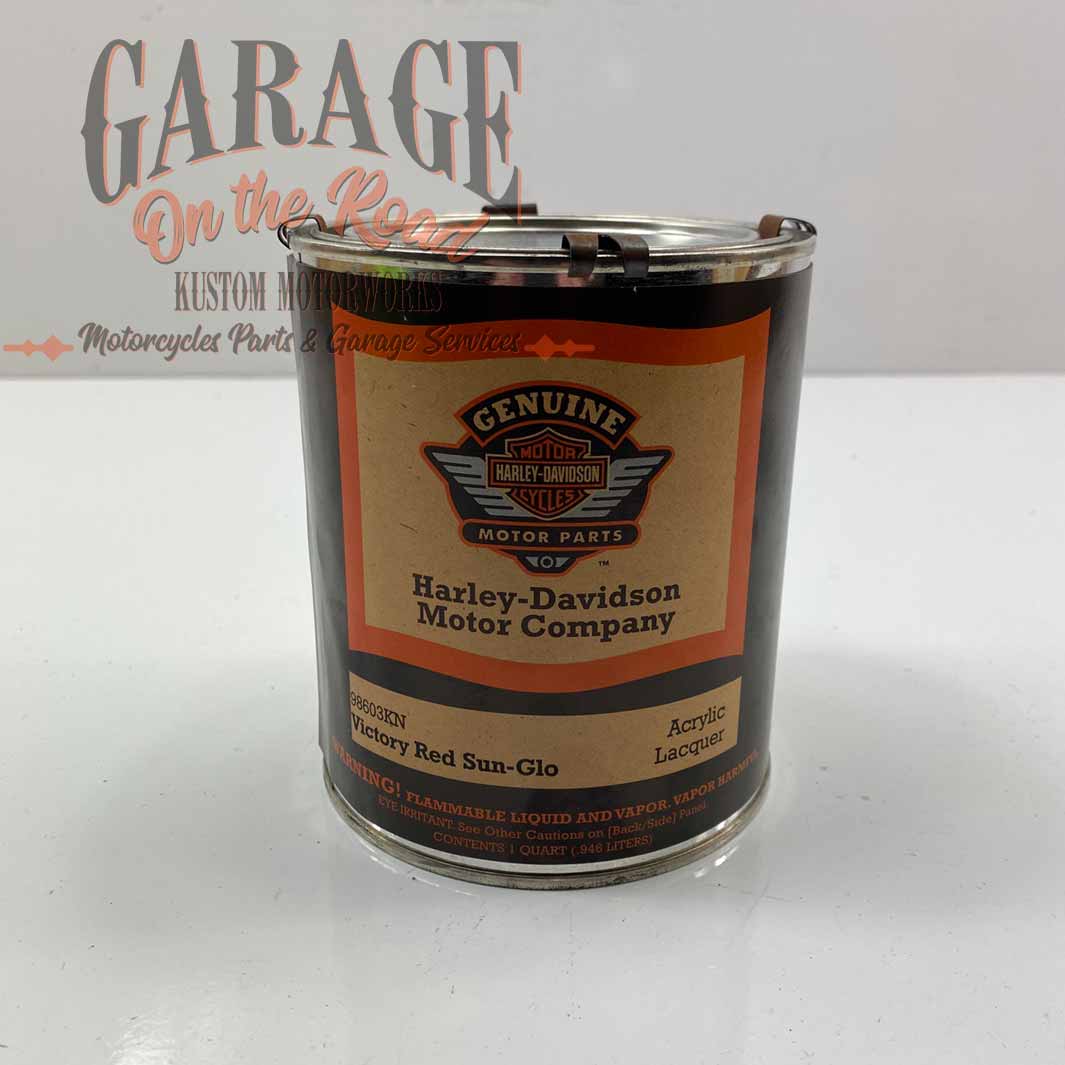 GARAGE
On the Road
KUSTOM MOTORWORKS
Motorcycles Parts & Garage Services
GENUINE
MOTOR
HARLEY-DAVIDSON
CYCLES
MOTOR PARTS
™
Harley-Davidson
Motor Company
98603KN
Victory Red Sun-Glo
Acrylic
Lacquer
WARNING! FLAMMABLE LIQUID AND VAPOR. VAPOR HARMFUL.
EYE IRRITANT. See Other Cautions on [Back/Side] Panel.
CONTENTS 1 QUART (.946 LITERS)